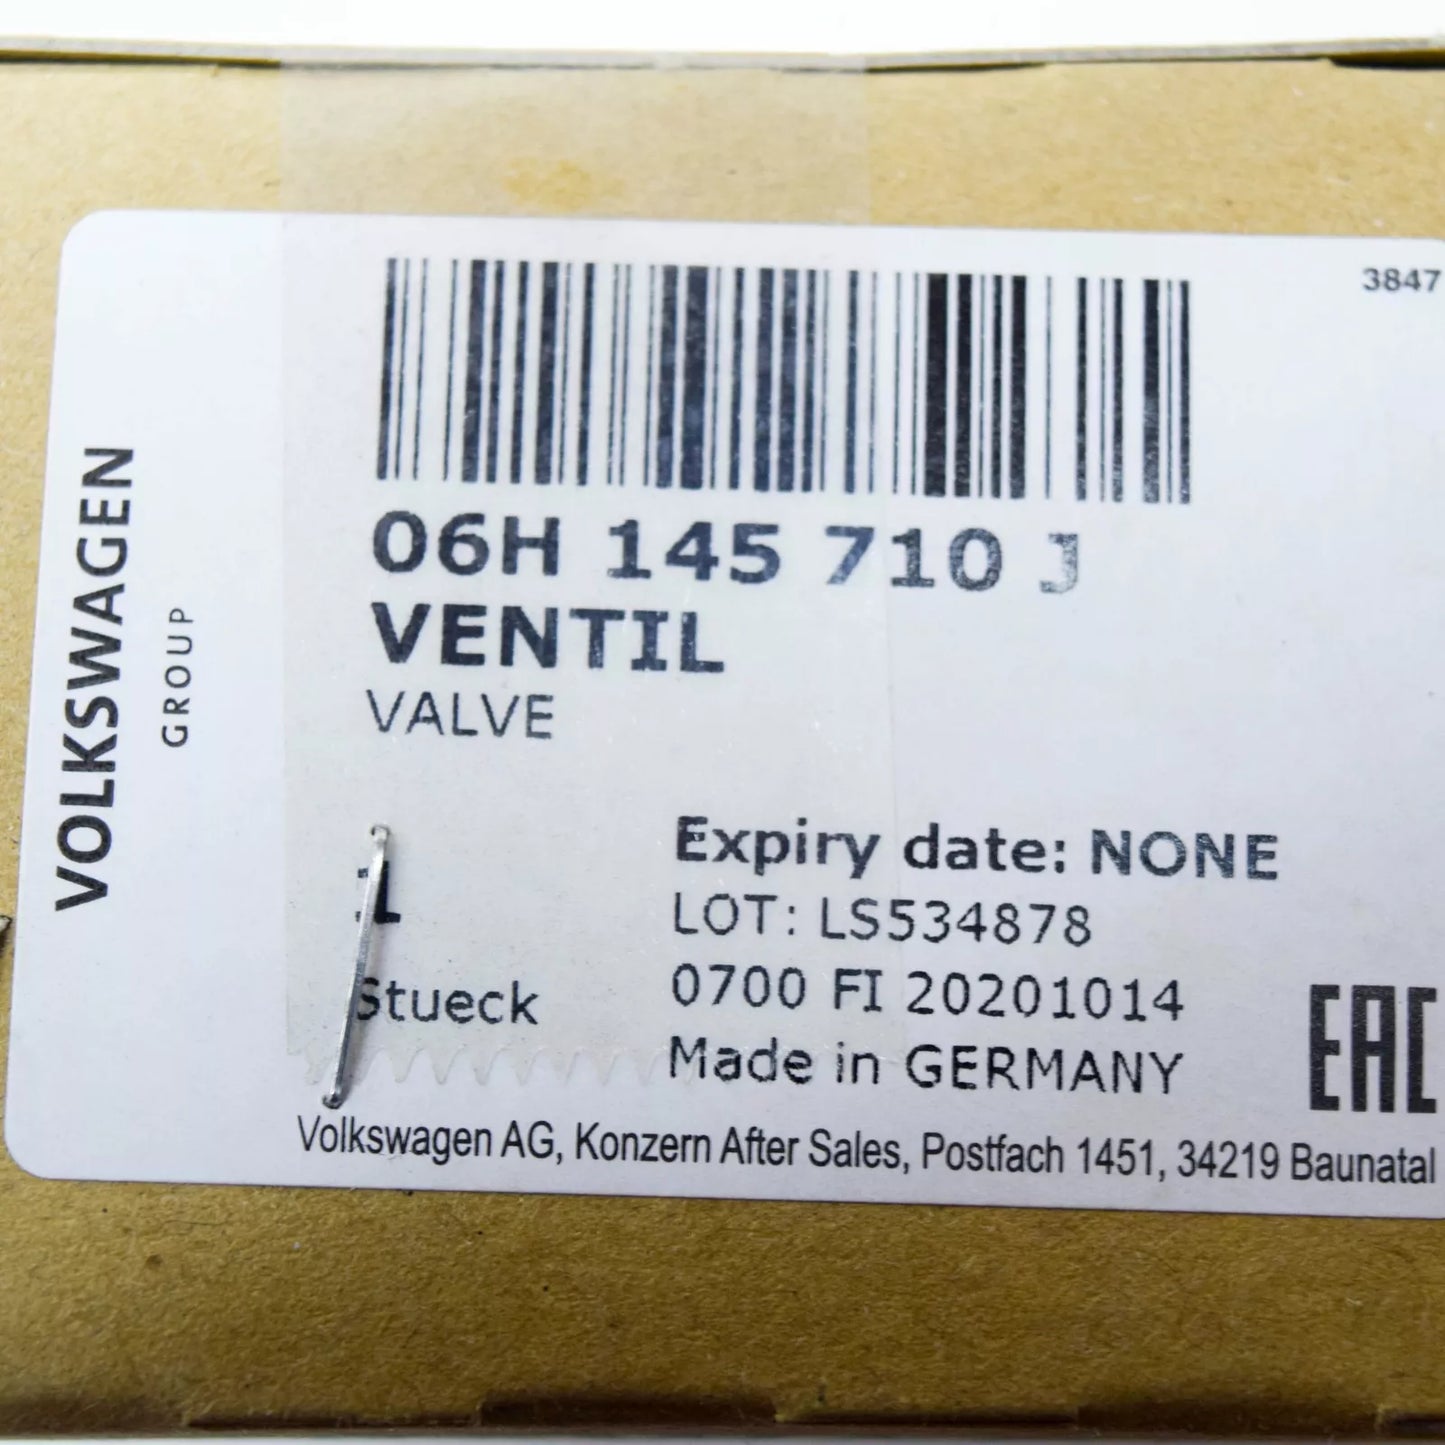 3847
06H 145 710 J
VENTIL
VALVE
VOLKSWAGEN
GROUP
1
Stueck
Expiry date: NONE
LOT: LS534878
0700 FI 20201014
Made in GERMANY
EAC
Volkswagen AG, Konzern After Sales, Postfach 1451, 34219 Baunatal